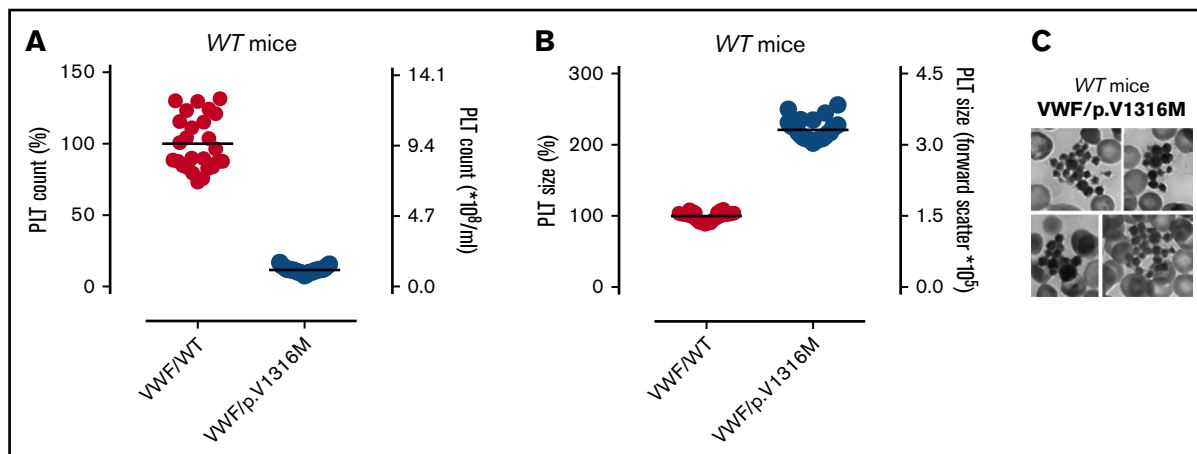 A
WT mice
PLT count (%)
150
100
50
0
14.1
9.4
4.7
0.0
PLT count (*10⁸/ml)
VWF/WT
VWF/p.V1316M
B
WT mice
PLT size (%)
300
200
100
0
4.5
3.0
1.5
0.0
PLT size (forward scatter *10⁵)
VWF/WT
VWF/p.V1316M
C
WT mice
VWF/p.V1316M